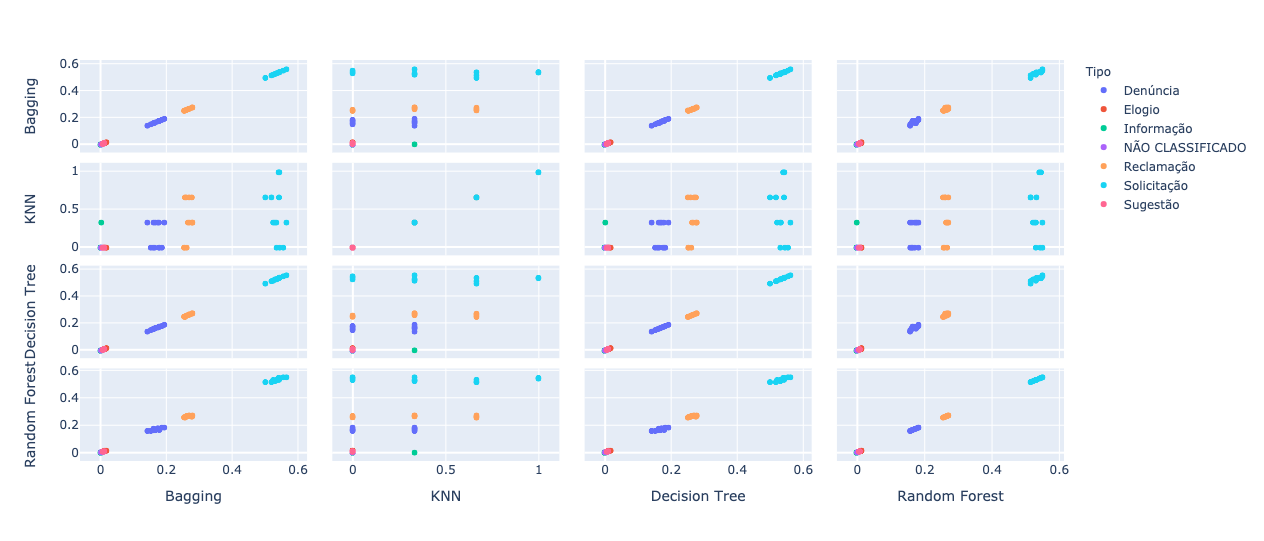 0.6
0.4
0.2
0
Bagging
1
0.5
0
KNN
0.6
0.4
0.2
0
Decision Tree
0.6
0.4
0.2
0
Random Forest
0 0.2 0.4 0.6
0 0.5 1
0 0.2 0.4 0.6
0 0.2 0.4 0.6
Bagging
KNN
Decision Tree
Random Forest
Tipo
Denúncia
Elogio
Informação
NÃO CLASSIFICADO
Reclamação
Solicitação
Sugestão